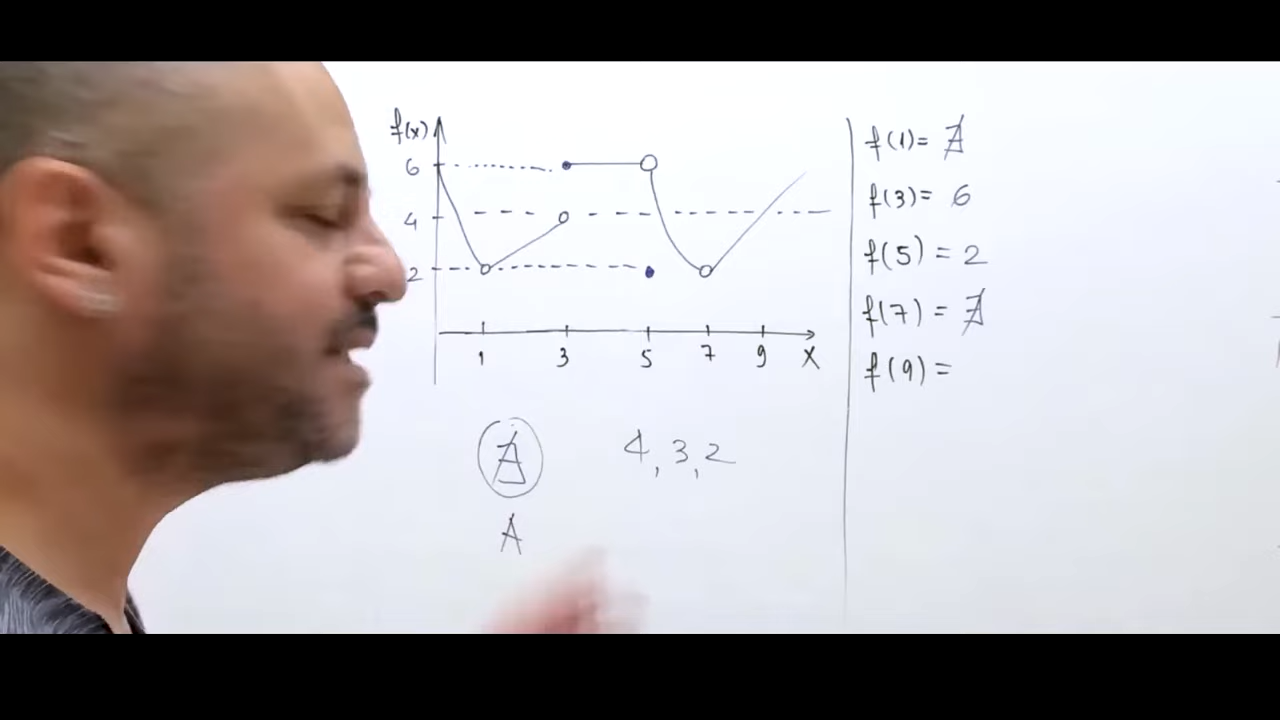 f(x)
6
4
2
1 3 5 7 9 X
∄
4, 3, 2
A
f(1) = ∄
f(3) = 6
f(5) = 2
f(7) = ∄
f(9) =